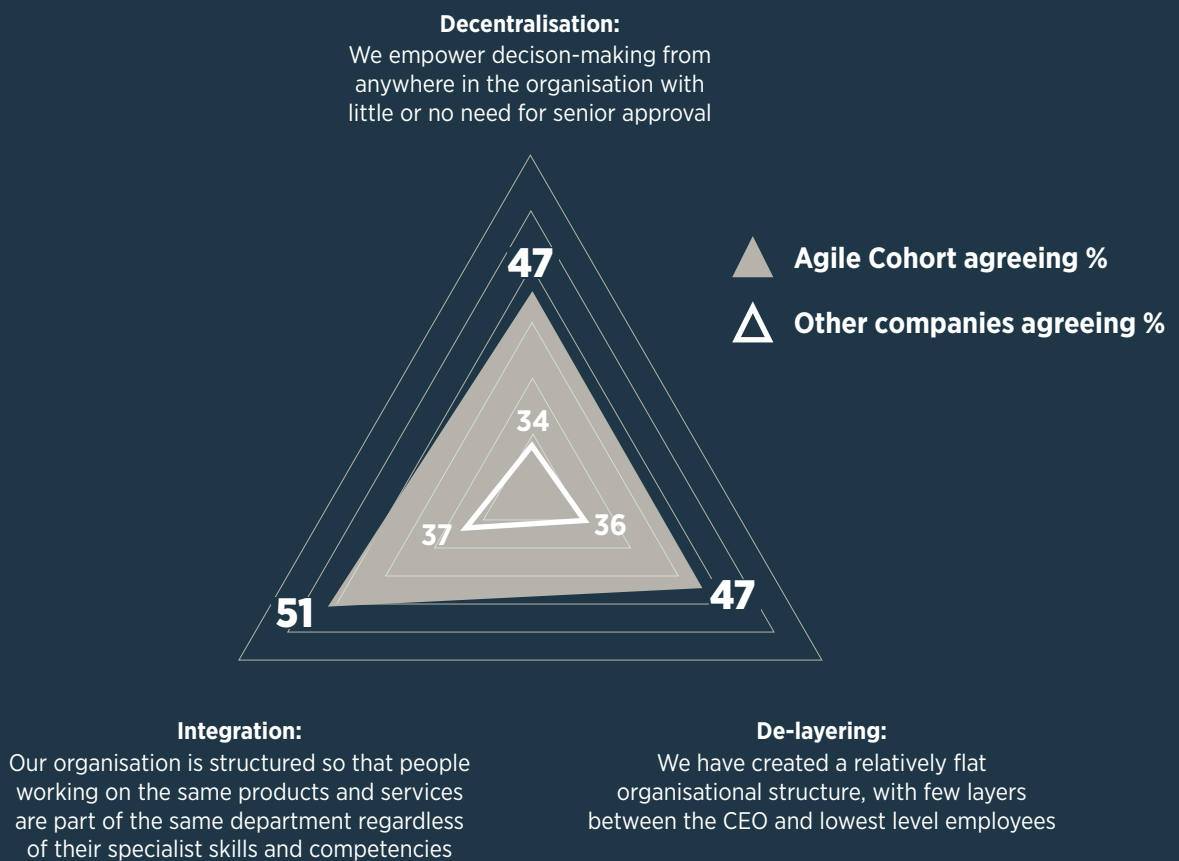 Decentralisation:
We empower decison-making from
anywhere in the organisation with
little or no need for senior approval
47
Agile Cohort agreeing %
Other companies agreeing %
34
37
36
51
47
Integration:
Our organisation is structured so that people
working on the same products and services
are part of the same department regardless
of their specialist skills and competencies
De-layering:
We have created a relatively flat
organisational structure, with few layers
between the CEO and lowest level employees